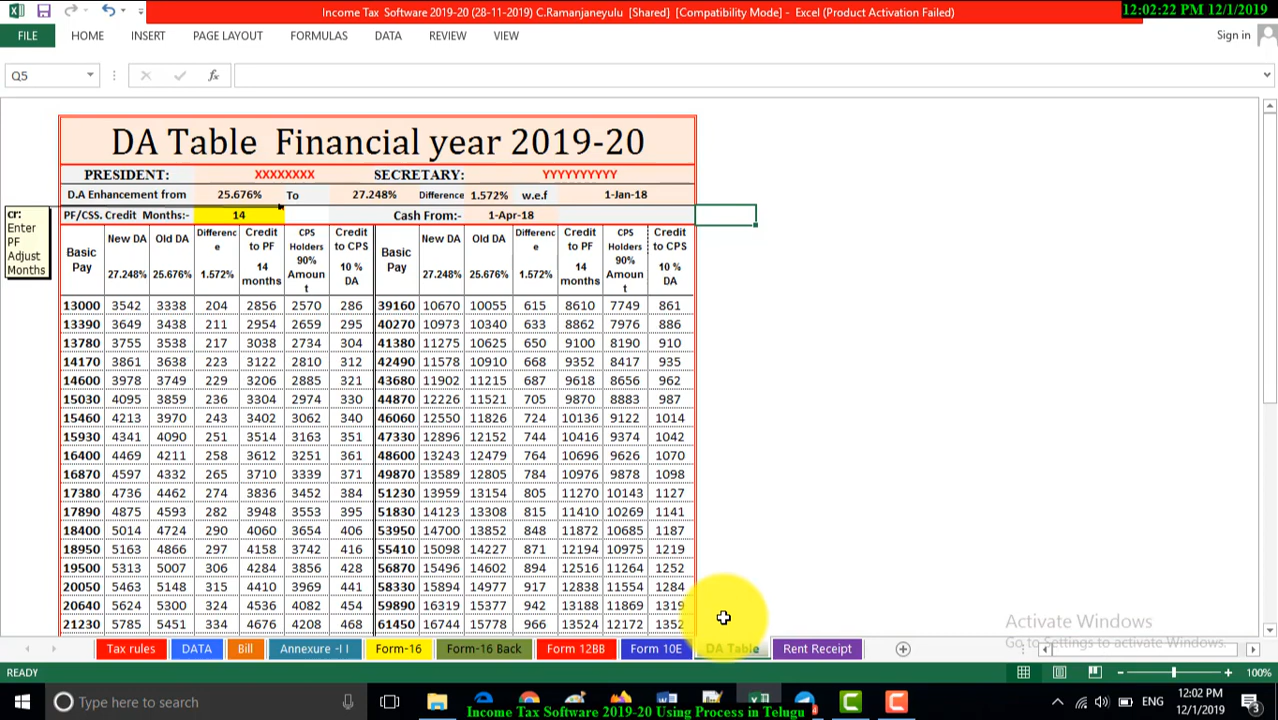 Income Tax Software 2019-20 (28-11-2019) C.Ramanjaneyulu [Shared] [Compatibility Mode] - Excel (Product Activation Failed)
12:02:22 PM 12/1/2019
FILE HOME INSERT PAGE LAYOUT FORMULAS DATA REVIEW VIEW
Sign in
Q5
fx
DA Table Financial year 2019-20
PRESIDENT: XXXXXXXX SECRETARY: YYYYYYYYYY
D.A Enhancement from 25.676% To 27.248% Difference 1.572% w.e.f 1-Jan-18
PF/CSS. Credit Months:- 14 Cash From:- 1-Apr-18
cr:
Enter
PF
Adjust
Months
Basic Pay New DA 27.248% Old DA 25.676% Differenc e 1.572% Credit to PF 14 months CPS Holders 90% Amoun t Credit to CPS 10 % DA Basic Pay New DA 27.248% Old DA 25.676% Differenc e 1.572% Credit to PF 14 months CPS Holders 90% Amoun t Credit to CPS 10 % DA
13000 3542 3338 204 2856 2570 286 39160 10670 10055 615 8610 7749 861
13390 3649 3438 211 2954 2659 295 40270 10973 10340 633 8862 7976 886
13780 3755 3538 217 3038 2734 304 41380 11275 10625 650 9100 8190 910
14170 3861 3638 223 3122 2810 312 42490 11578 10910 668 9352 8417 935
14600 3978 3749 229 3206 2885 321 43680 11902 11215 687 9618 8656 962
15030 4095 3859 236 3304 2974 330 44870 12226 11521 705 9870 8883 987
15460 4213 3970 243 3402 3062 340 46060 12550 11826 724 10136 9122 1014
15930 4341 4090 251 3514 3163 351 47330 12896 12152 744 10416 9374 1042
16400 4469 4211 258 3612 3251 361 48600 13243 12479 764 10696 9626 1070
16870 4597 4332 265 3710 3339 371 49870 13589 12805 784 10976 9878 1098
17380 4736 4462 274 3836 3452 384 51230 13959 13154 805 11270 10143 1127
17890 4875 4593 282 3948 3553 395 51830 14123 13308 815 11410 10269 1141
18400 5014 4724 290 4060 3654 406 53950 14700 13852 848 11872 10685 1187
18950 5163 4866 297 4158 3742 416 55410 15098 14227 871 12194 10975 1219
19500 5313 5007 306 4284 3856 428 56870 15496 14602 894 12516 11264 1252
20050 5463 5148 315 4410 3969 441 58330 15894 14977 917 12838 11554 1284
20640 5624 5300 324 4536 4082 454 59890 16319 15377 942 13188 11869 1319
21230 5785 5451 334 4676 4208 468 61450 16744 15778 966 13524 12172 1352
Activate Windows
Go to Settings to activate Windows.
Tax rules DATA Bill Annexure -I I Form-16 Form-16 Back Form 12BB Form 10E DA Table Rent Receipt
READY
100%
Type here to search
ENG
12:02 PM
12/1/2019
3
Income Tax Software 2019-20 Using Process in Telugu